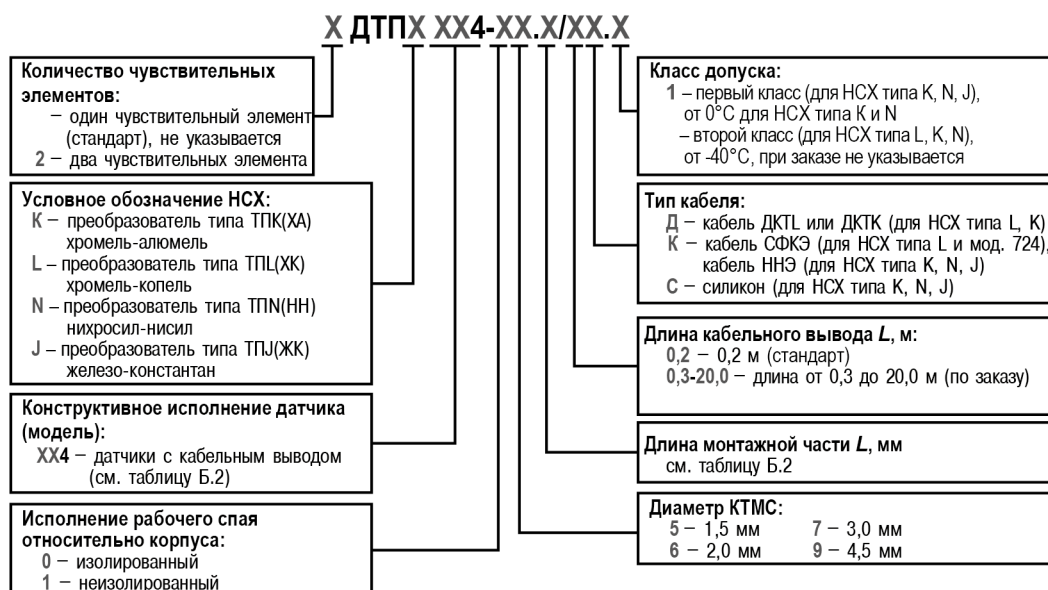 X ДТПX XX4-XX.X/XX.X
Количество чувствительных
элементов:
– один чувствительный элемент
(стандарт), не указывается
2 – два чувствительных элемента
Условное обозначение НСХ:
K – преобразователь типа ТПК(ХА)
хромель-алюмель
L – преобразователь типа ТПL(ХК)
хромель-копель
N – преобразователь типа ТПN(НН)
нихросил-нисил
J – преобразователь типа ТПJ(ЖК)
железо-константан
Конструктивное исполнение датчика
(модель):
XX4 – датчики с кабельным выводом
(см. таблицу Б.2)
Исполнение рабочего спая
относительно корпуса:
0 – изолированный
1 – неизолированный
Класс допуска:
1 – первый класс (для НСХ типа K, N, J),
от 0°С для НСХ типа K и N
– второй класс (для НСХ типа L, K, N),
от -40°С, при заказе не указывается
Тип кабеля:
Д – кабель ДКТL или ДКТК (для НСХ типа L, K)
К – кабель СФКЭ (для НСХ типа L и мод. 724),
кабель ННЭ (для НСХ типа K, N, J)
С – силикон (для НСХ типа K, N, J)
Длина кабельного вывода L, м:
0,2 – 0,2 м (стандарт)
0,3-20,0 – длина от 0,3 до 20,0 м (по заказу)
Длина монтажной части L, мм
см. таблицу Б.2
Диаметр КТМС:
5 – 1,5 мм 7 – 3,0 мм
6 – 2,0 мм 9 – 4,5 мм